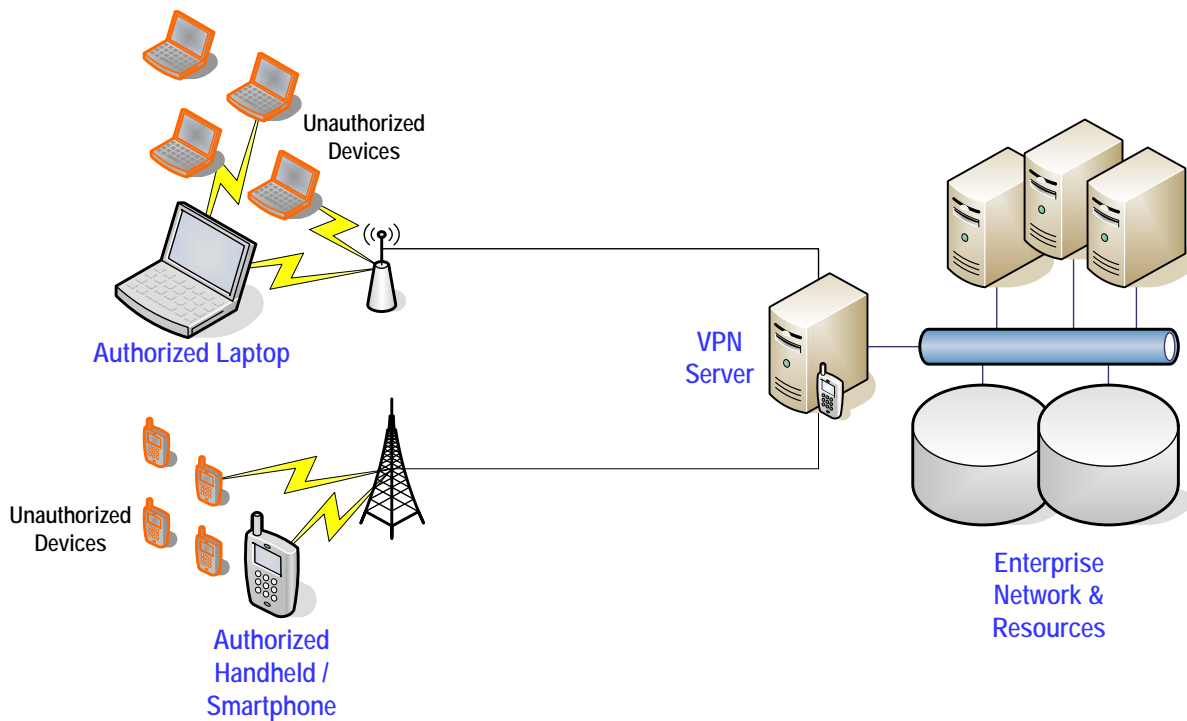 Unauthorized
Devices
Authorized Laptop
VPN
Server
Unauthorized
Devices
Authorized
Handheld /
Smartphone
Enterprise
Network &
Resources